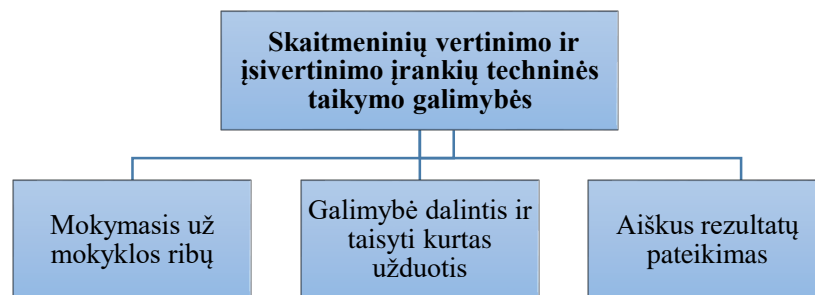 Skaitmeninių vertinimo ir
įsivertinimo įrankių techninės
taikymo galimybės
Mokymasis už
mokyklos ribų
Galimybė dalintis ir
taisyti kurtas
užduotis
Aiškus rezultatų
pateikimas